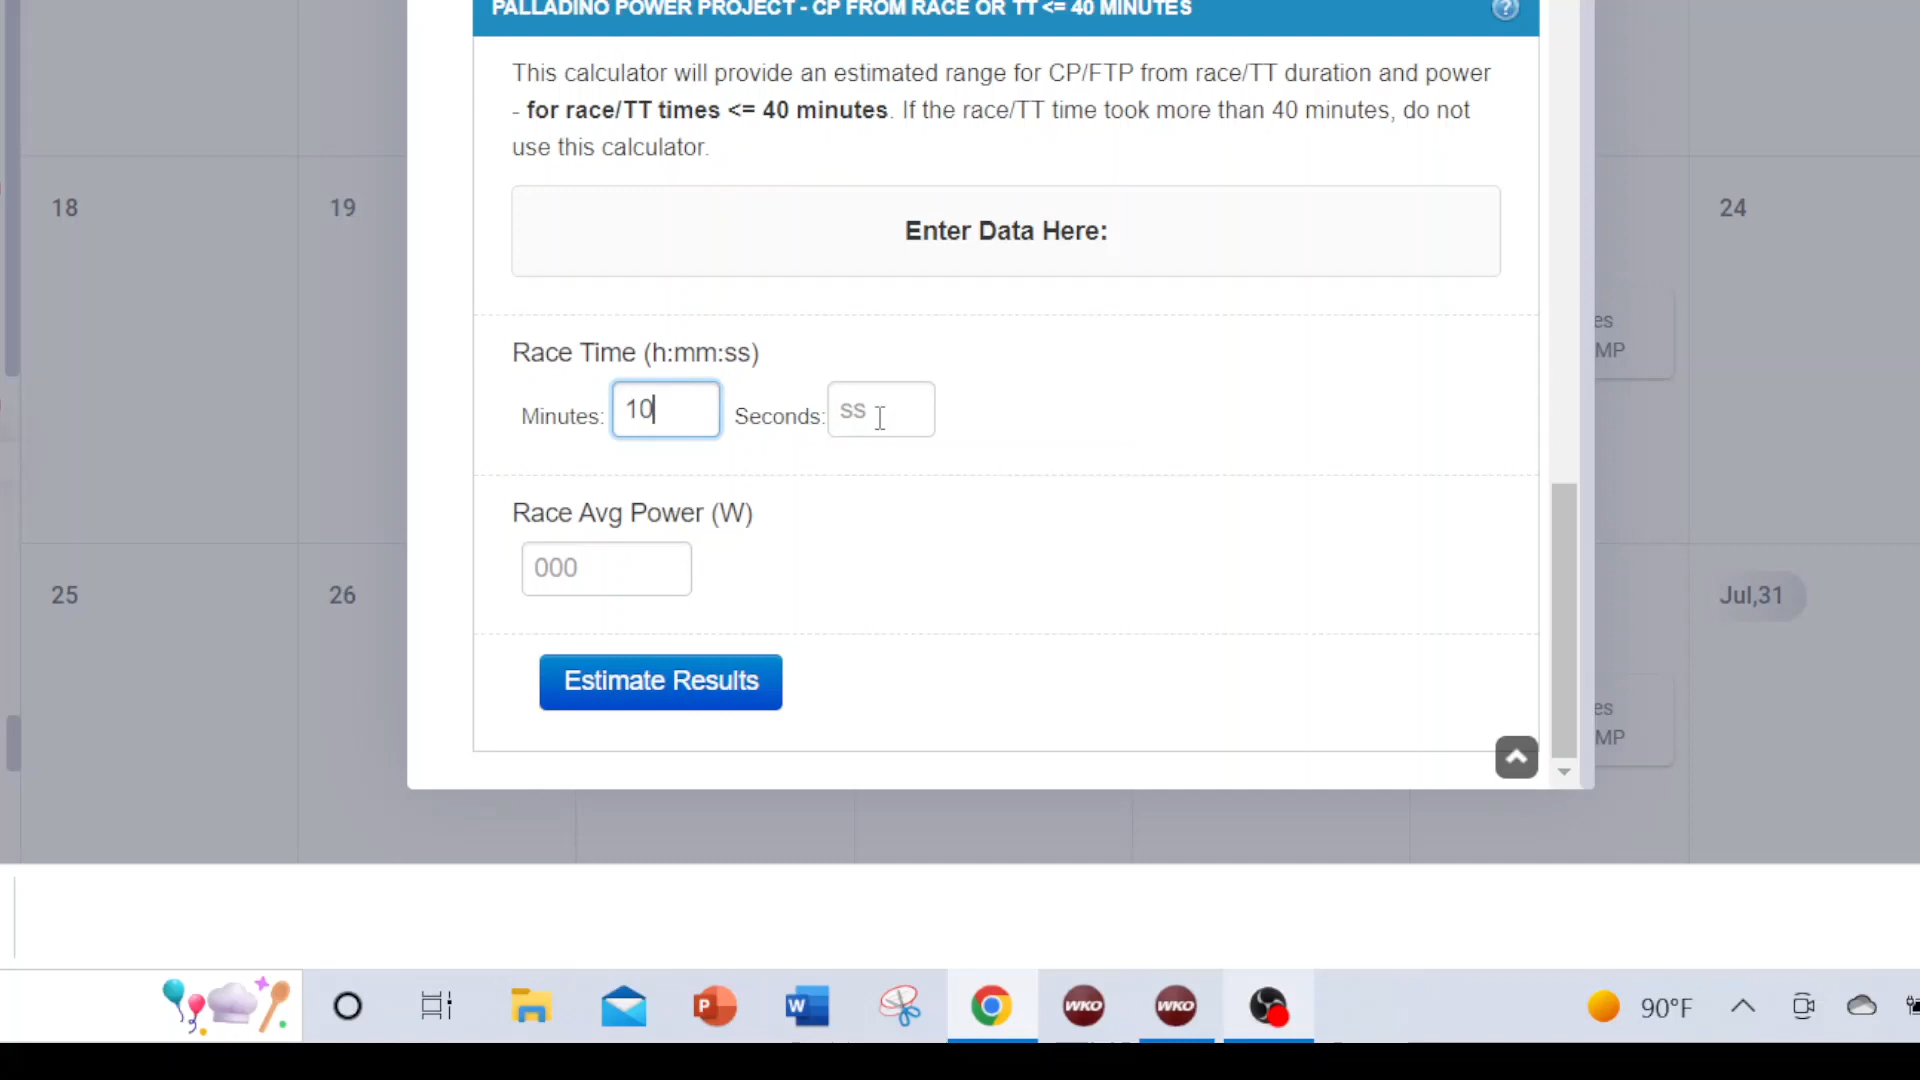 PALLADINO POWER PROJECT - CP FROM RACE OR TT <= 40 MINUTES
?
This calculator will provide an estimated range for CP/FTP from race/TT duration and power
- for race/TT times <= 40 minutes. If the race/TT time took more than 40 minutes, do not
use this calculator.
18
19
24
Enter Data Here:
es
MP
Race Time (h:mm:ss)
Minutes: 10 Seconds: ss
Race Avg Power (W)
000
25
26
Jul,31
Estimate Results
es
MP
P
W
WKO
WKO
90°F